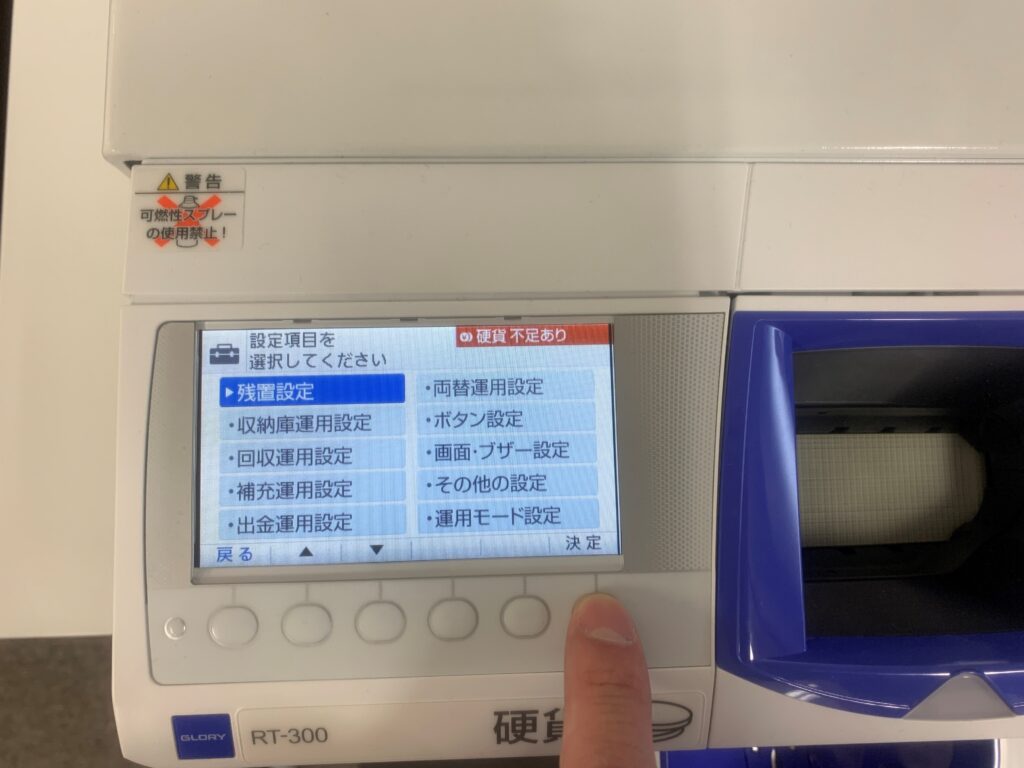 警告
可燃性スプレー
の使用禁止!
設定項目を
選択してください
硬貨 不足あり
残置設定
・収納庫運用設定
・回収運用設定
・補充運用設定
・出金運用設定
・両替運用設定
・ボタン設定
・画面・ブザー設定
・その他の設定
・運用モード設定
戻る
▲
▼
決定
GLORY
RT-300
硬貨